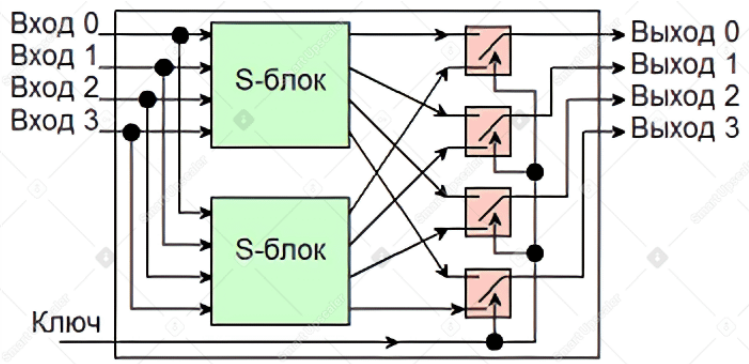 Вход 0
Вход 1
Вход 2
Вход 3
S-блок
S-блок
Ключ
Выход 0
Выход 1
Выход 2
Выход 3